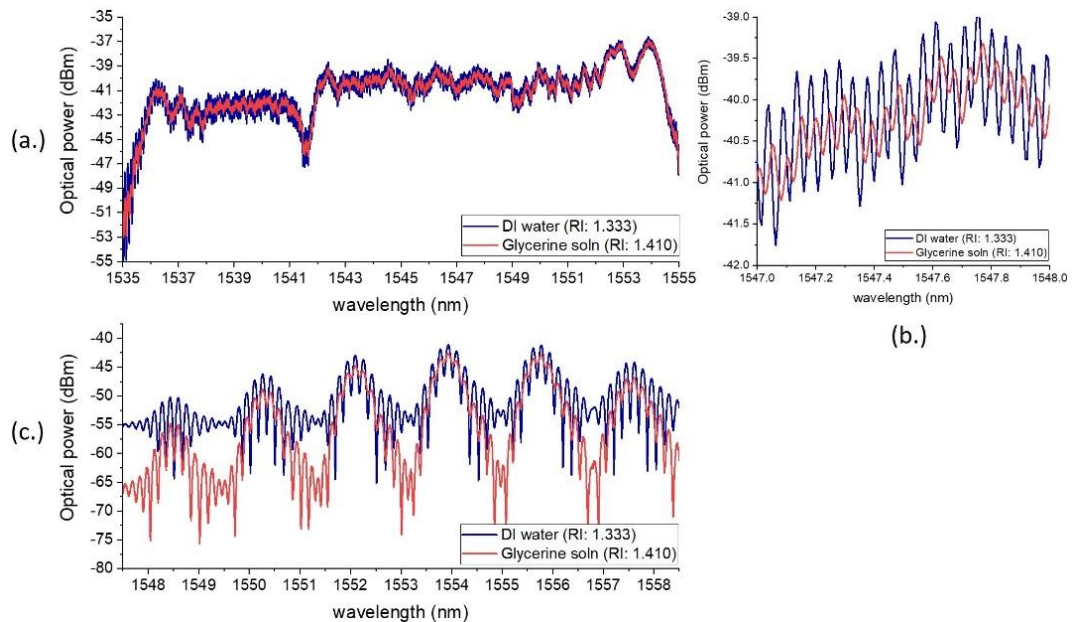 (a.)
Optical power (dBm)
-35
-37
-39
-41
-43
-45
-47
-49
-51
-53
-55
DI water (RI: 1.333)
Glycerine soln (RI: 1.410)
1535 1537 1539 1541 1543 1545 1547 1549 1551 1553 1555
wavelength (nm)
Optical power (dBm)
-39.0
-39.5
-40.0
-40.5
-41.0
-41.5
-42.0
DI water (RI: 1.333)
Glycerine soln (RI: 1.410)
1547.0 1547.2 1547.4 1547.6 1547.8 1548.0
wavelength (nm)
(b.)
(c.)
Optical power (dBm)
-40
-45
-50
-55
-60
-65
-70
-75
-80
DI water (RI: 1.333)
Glycerine soln (RI: 1.410)
1548 1549 1550 1551 1552 1553 1554 1555 1556 1557 1558
wavelength (nm)